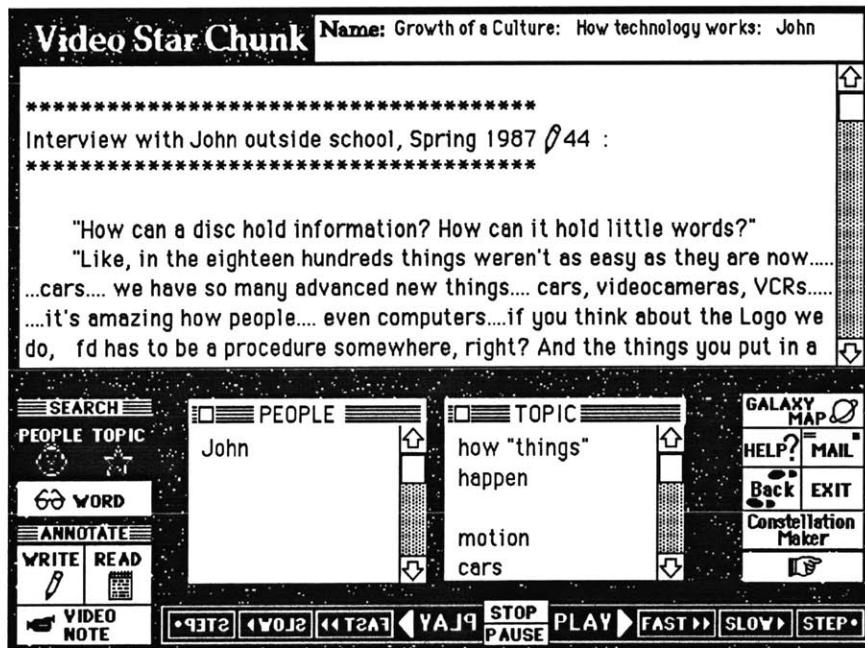 Video Star Chunk
Name: Growth of a Culture: How technology works: John
***************************************
Interview with John outside school, Spring 1987 44 :
***************************************
"How can a disc hold information? How can it hold little words?"
"Like, in the eighteen hundreds things weren't as easy as they are now.....
...cars.... we have so many advanced new things.... cars, videocameras, VCRs.....
....it's amazing how people.... even computers....if you think about the Logo we
do, fd has to be a procedure somewhere, right? And the things you put in a
SEARCH
PEOPLE TOPIC
WORD
ANNOTATE
WRITE READ
VIDEO
NOTE
PEOPLE
John
TOPIC
how "things"
happen
motion
cars
GALAXY
MAP
HELP? MAIL
Back EXIT
Constellation
Maker
STEP SLOW FAST PLAY STOP PLAY FAST SLOW STEP
PAUSE